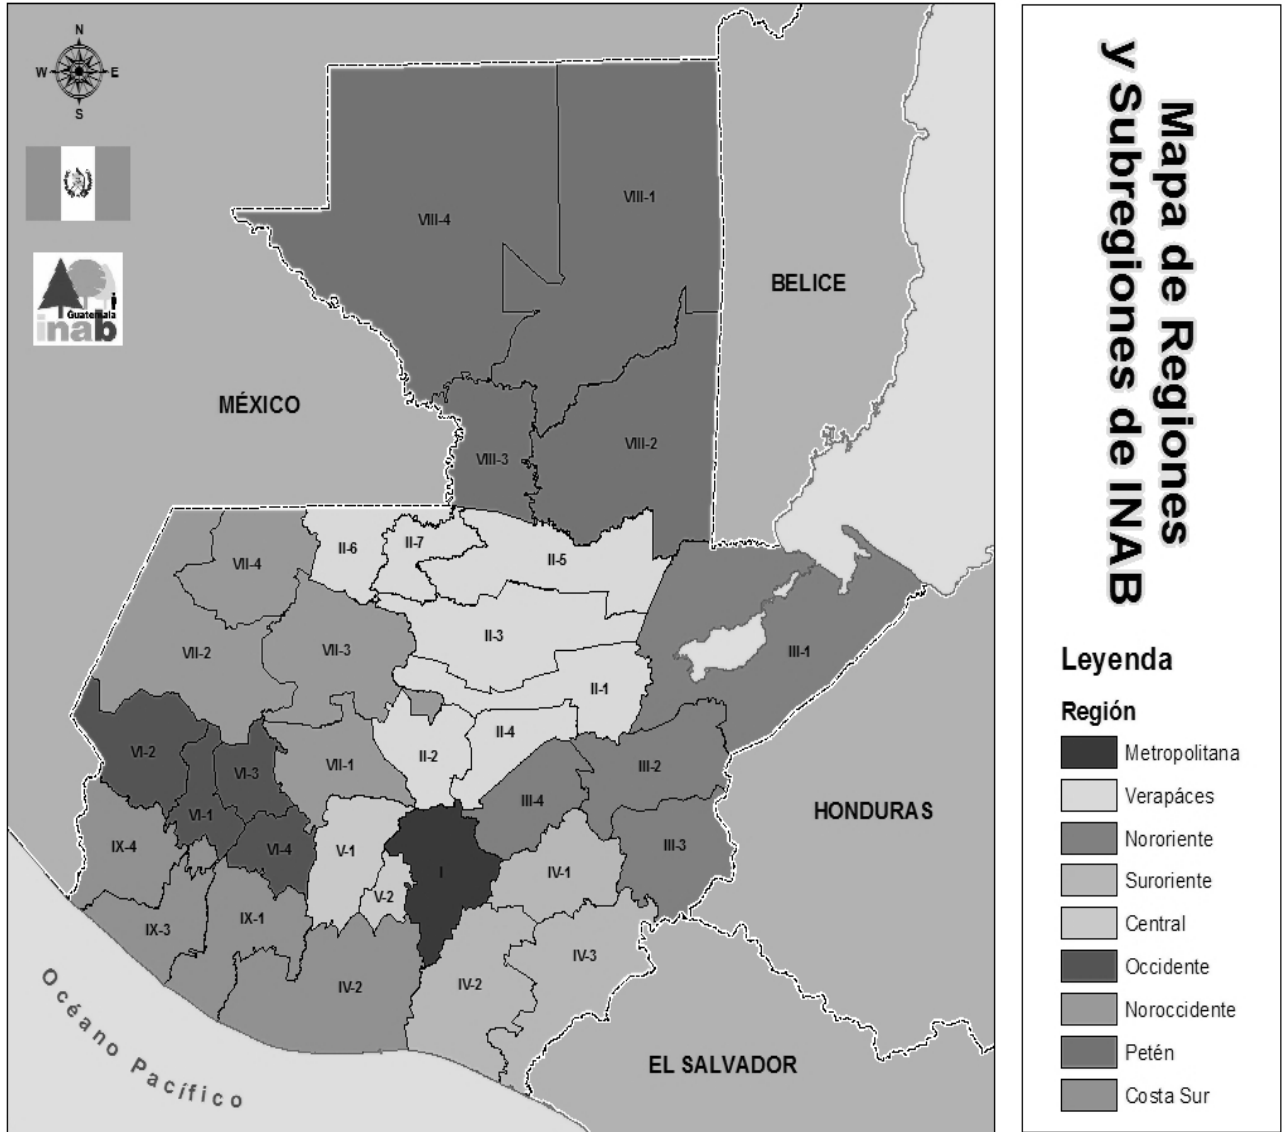 N
W E
S
Guatemala
inab
MÉXICO
BELICE
HONDURAS
EL SALVADOR
Océano Pacífico
VIII-4
VIII-1
VIII-3
VIII-2
II-6
II-7
II-5
VII-4
II-3
VII-2
VII-3
III-1
II-1
II-4
VI-2
VI-3
VII-1
II-2
III-2
III-4
VI-1
IX-4
VI-4
V-1
I
IV-1
III-3
V-2
IX-3
IX-1
IV-2
IV-2
IV-3
Mapa de Regiones
y Subregiones de INAB
Leyenda
Región
Metropolitana
Verapáces
Nororiente
Suroriente
Central
Occidente
Noroccidente
Petén
Costa Sur